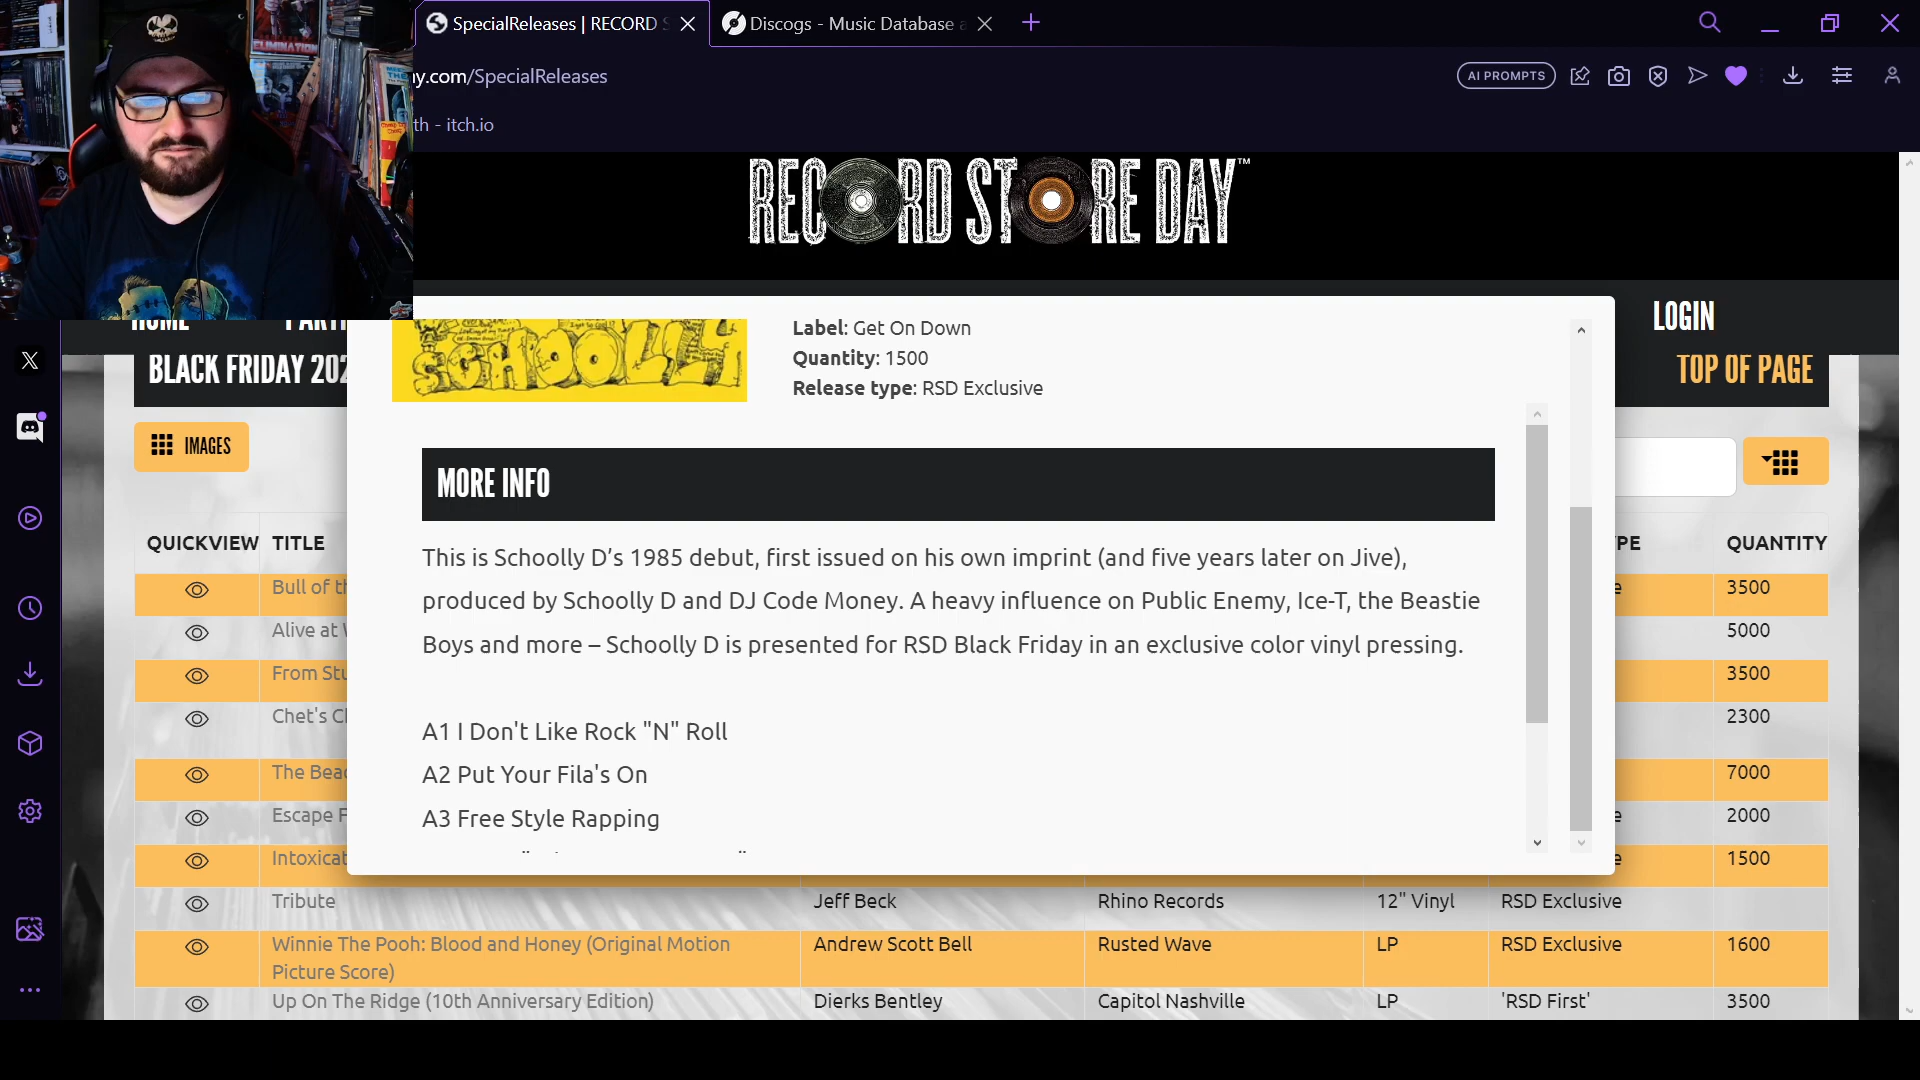 SpecialReleases | RECORD S
Discogs - Music Database a
y.com/SpecialReleases
AI PROMPTS
th - itch.io
RECORD STORE DAY™
HOME
LOGIN
BLACK FRIDAY 202
TOP OF PAGE
SCHOOLLY
Label: Get On Down
Quantity: 1500
Release type: RSD Exclusive
IMAGES
MORE INFO
This is Schoolly D’s 1985 debut, first issued on his own imprint (and five years later on Jive),
produced by Schoolly D and DJ Code Money. A heavy influence on Public Enemy, Ice-T, the Beastie
Boys and more – Schoolly D is presented for RSD Black Friday in an exclusive color vinyl pressing.
A1 I Don't Like Rock "N" Roll
A2 Put Your Fila's On
A3 Free Style Rapping
QUICKVIEW TITLE PE QUANTITY
Bull of th e 3500
Alive at 5000
From Stu 3500
Chet's C 2300
The Bea 7000
Escape F e 2000
Intoxicat e 1500
Tribute Jeff Beck Rhino Records 12" Vinyl RSD Exclusive
Winnie The Pooh: Blood and Honey (Original Motion Andrew Scott Bell Rusted Wave LP RSD Exclusive 1600
Picture Score)
Up On The Ridge (10th Anniversary Edition) Dierks Bentley Capitol Nashville LP 'RSD First' 3500